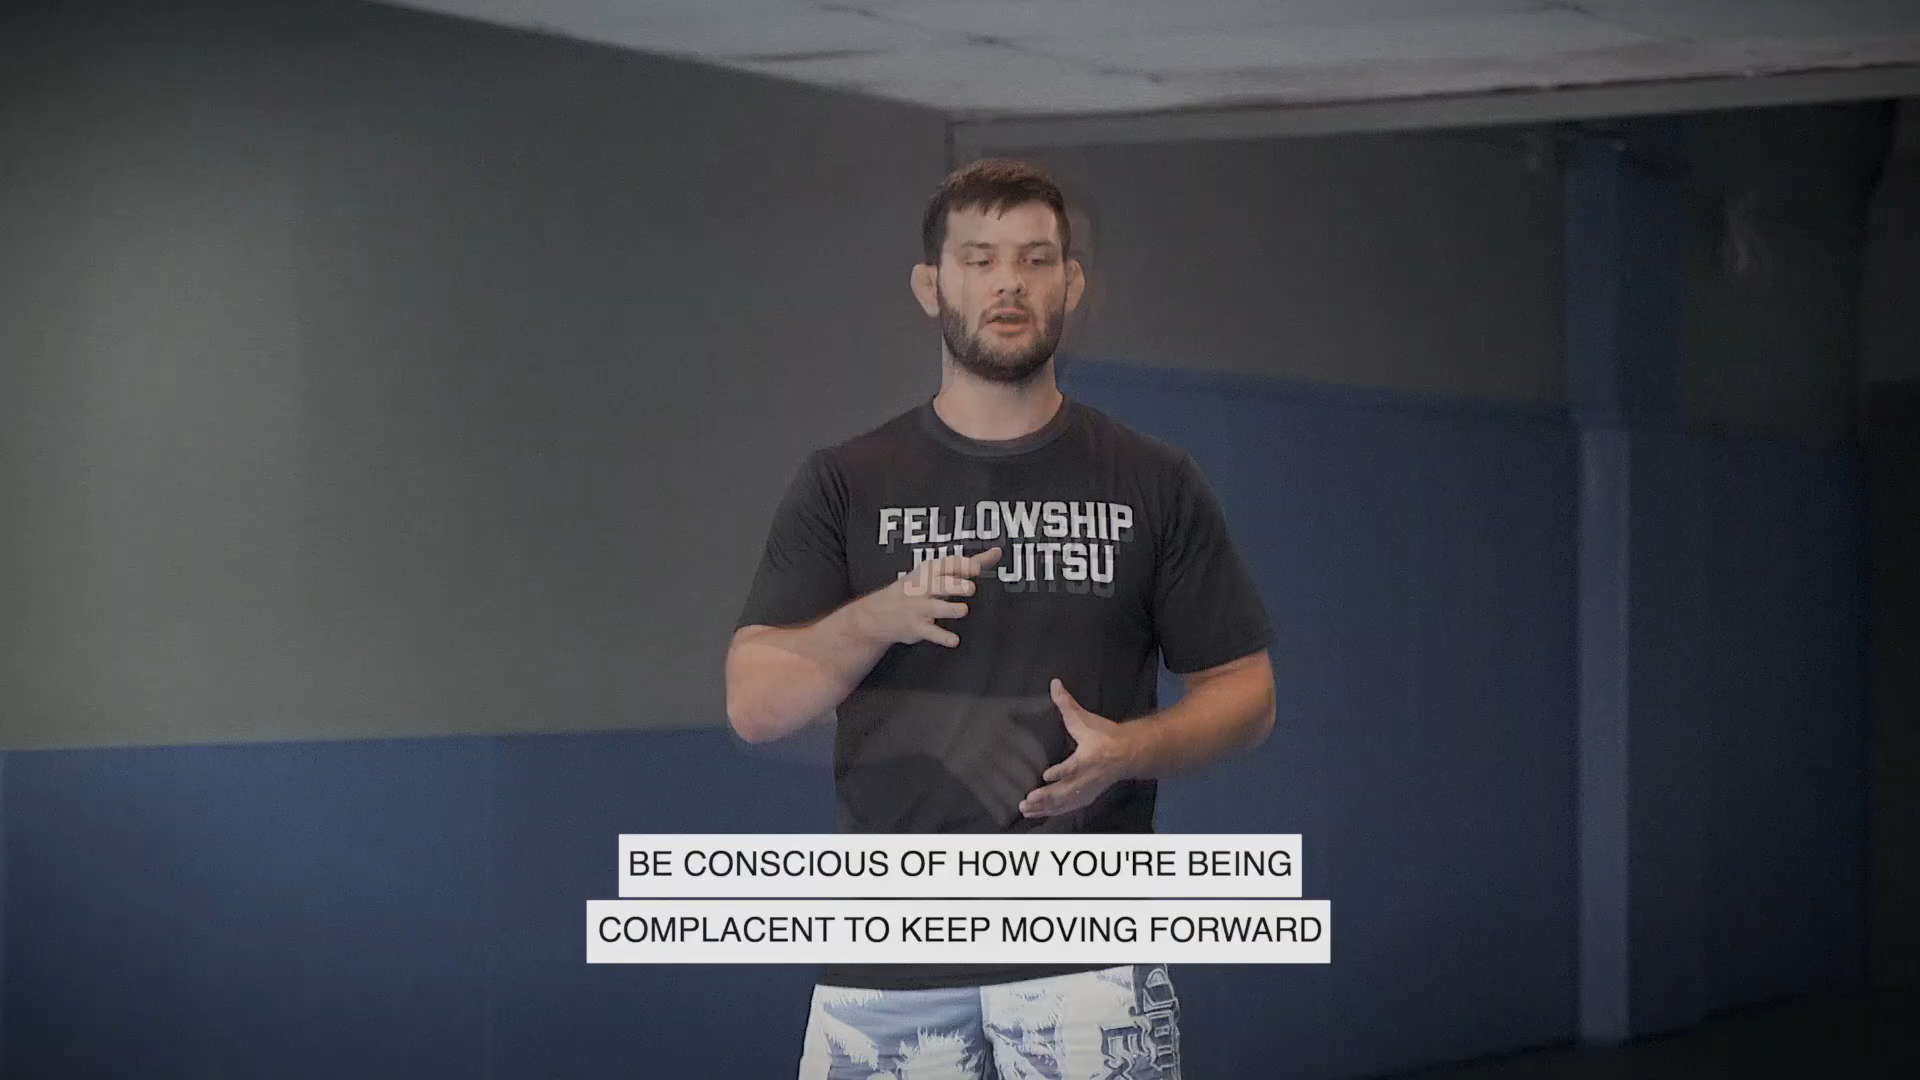 FELLOWSHIP
JIU-JITSU
BE CONSCIOUS OF HOW YOU'RE BEING
COMPLACENT TO KEEP MOVING FORWARD